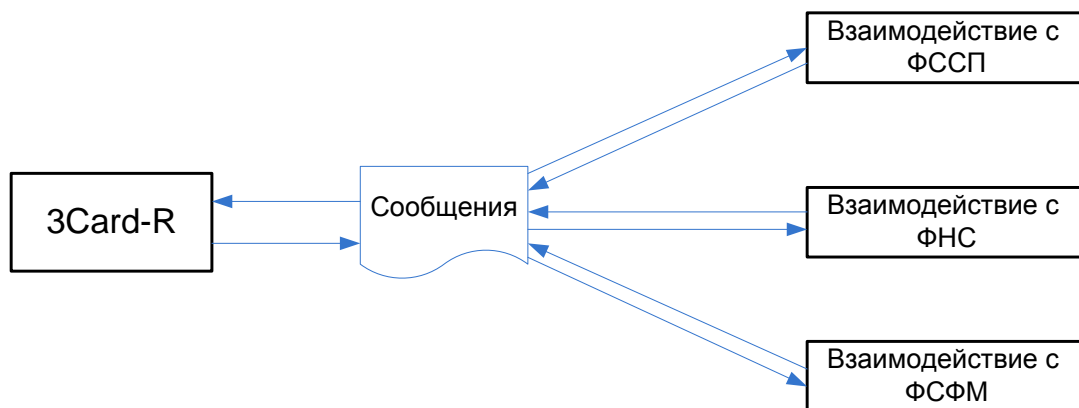 Взаимодействие с
ФССП
3Card-R
Сообщения
Взаимодействие с
ФНС
Взаимодействие с
ФСФМ